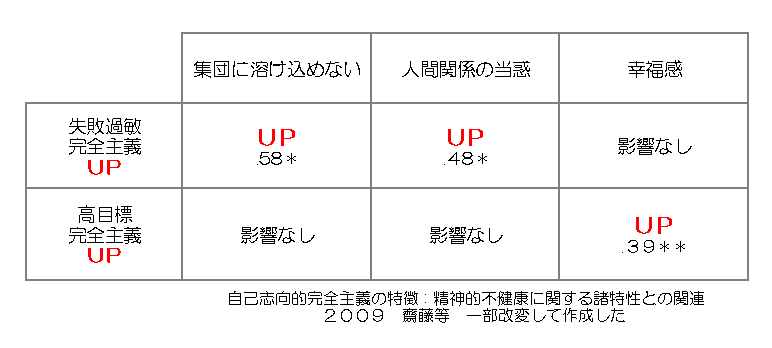 集団に溶け込めない
人間関係の当惑
幸福感
失敗過敏
完全主義
UP
UP
.58*
UP
.48*
影響なし
高目標
完全主義
UP
影響なし
影響なし
UP
.39**
自己志向的完全主義の特徴:精神的不健康に関する諸特性との関連
2009 齋藤等 一部改変して作成した